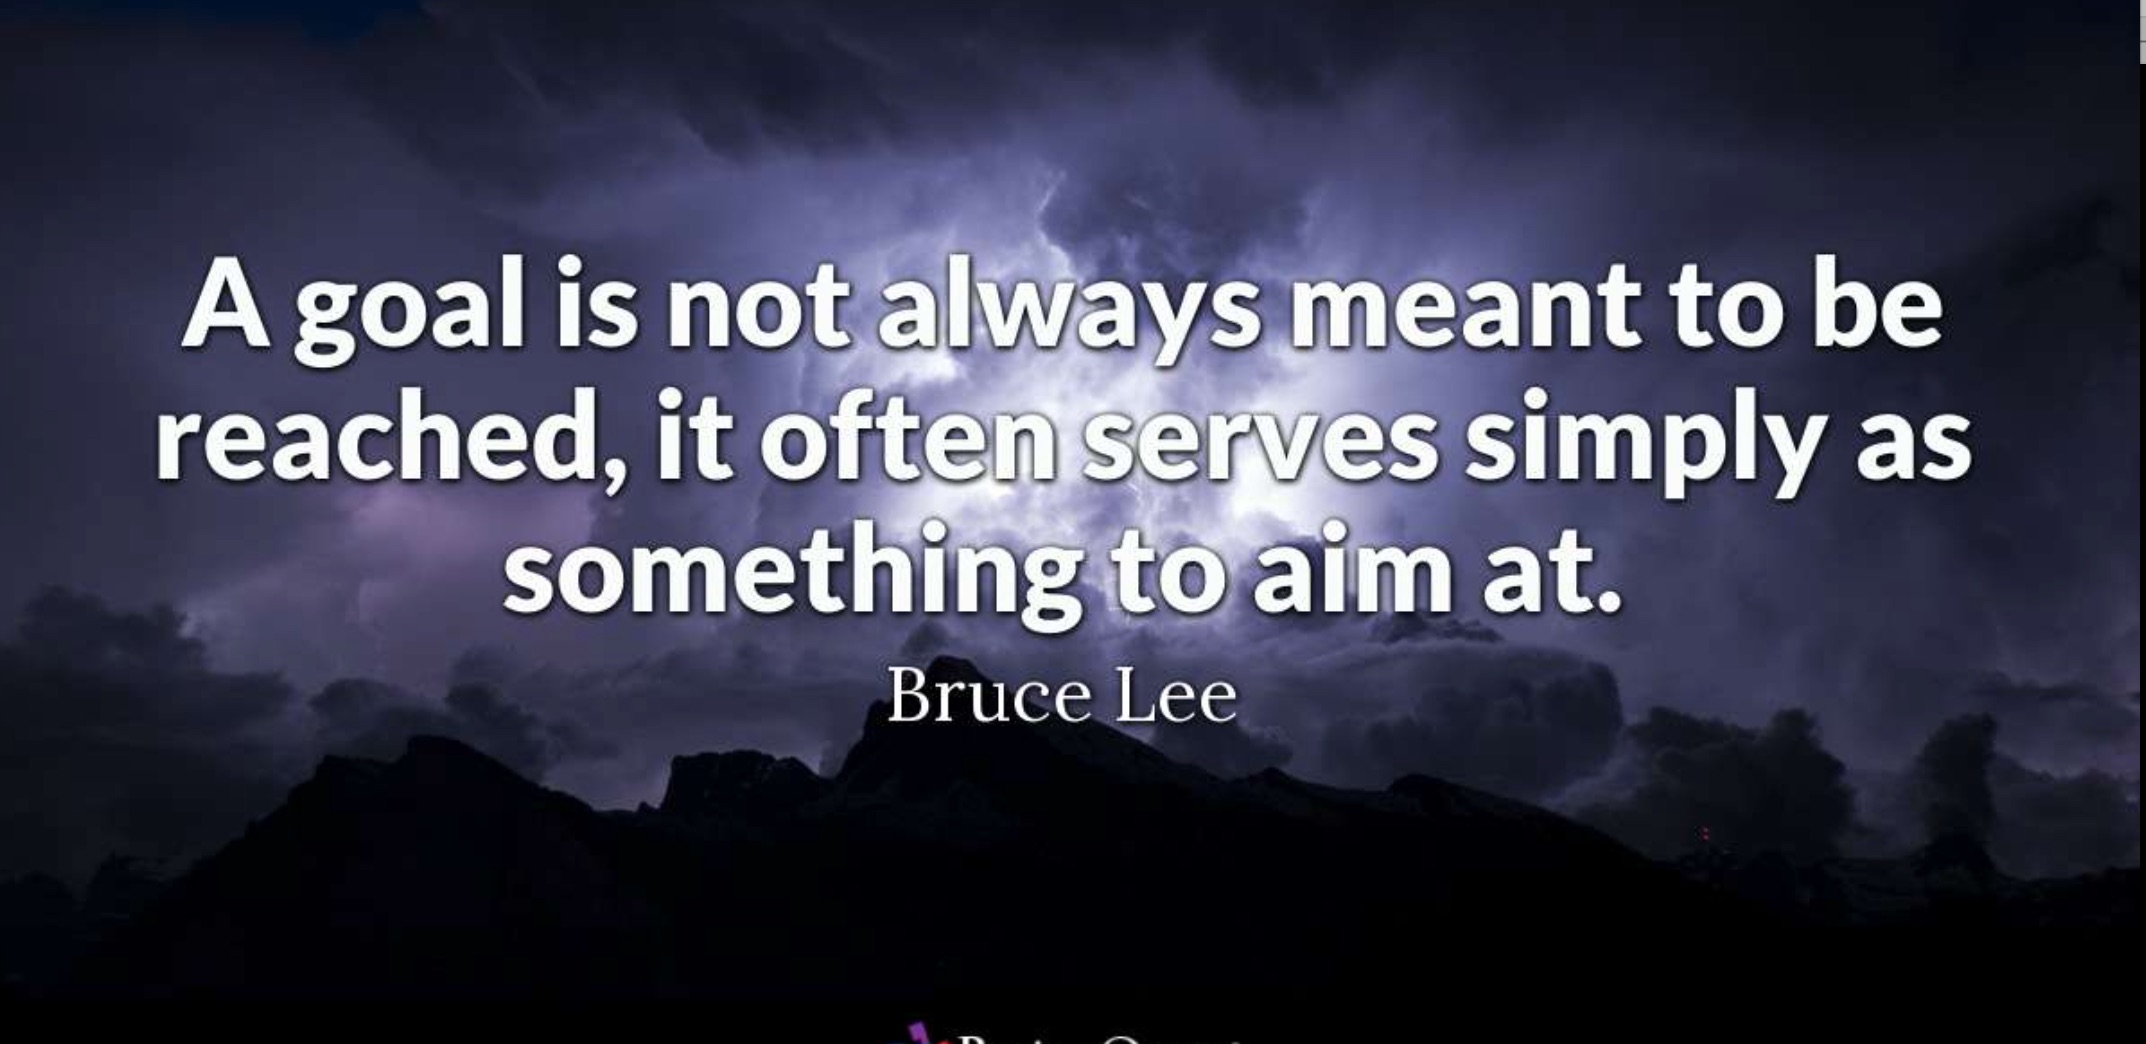 A goal is not always meant to be
reached, it often serves simply as
something to aim at.
Bruce Lee